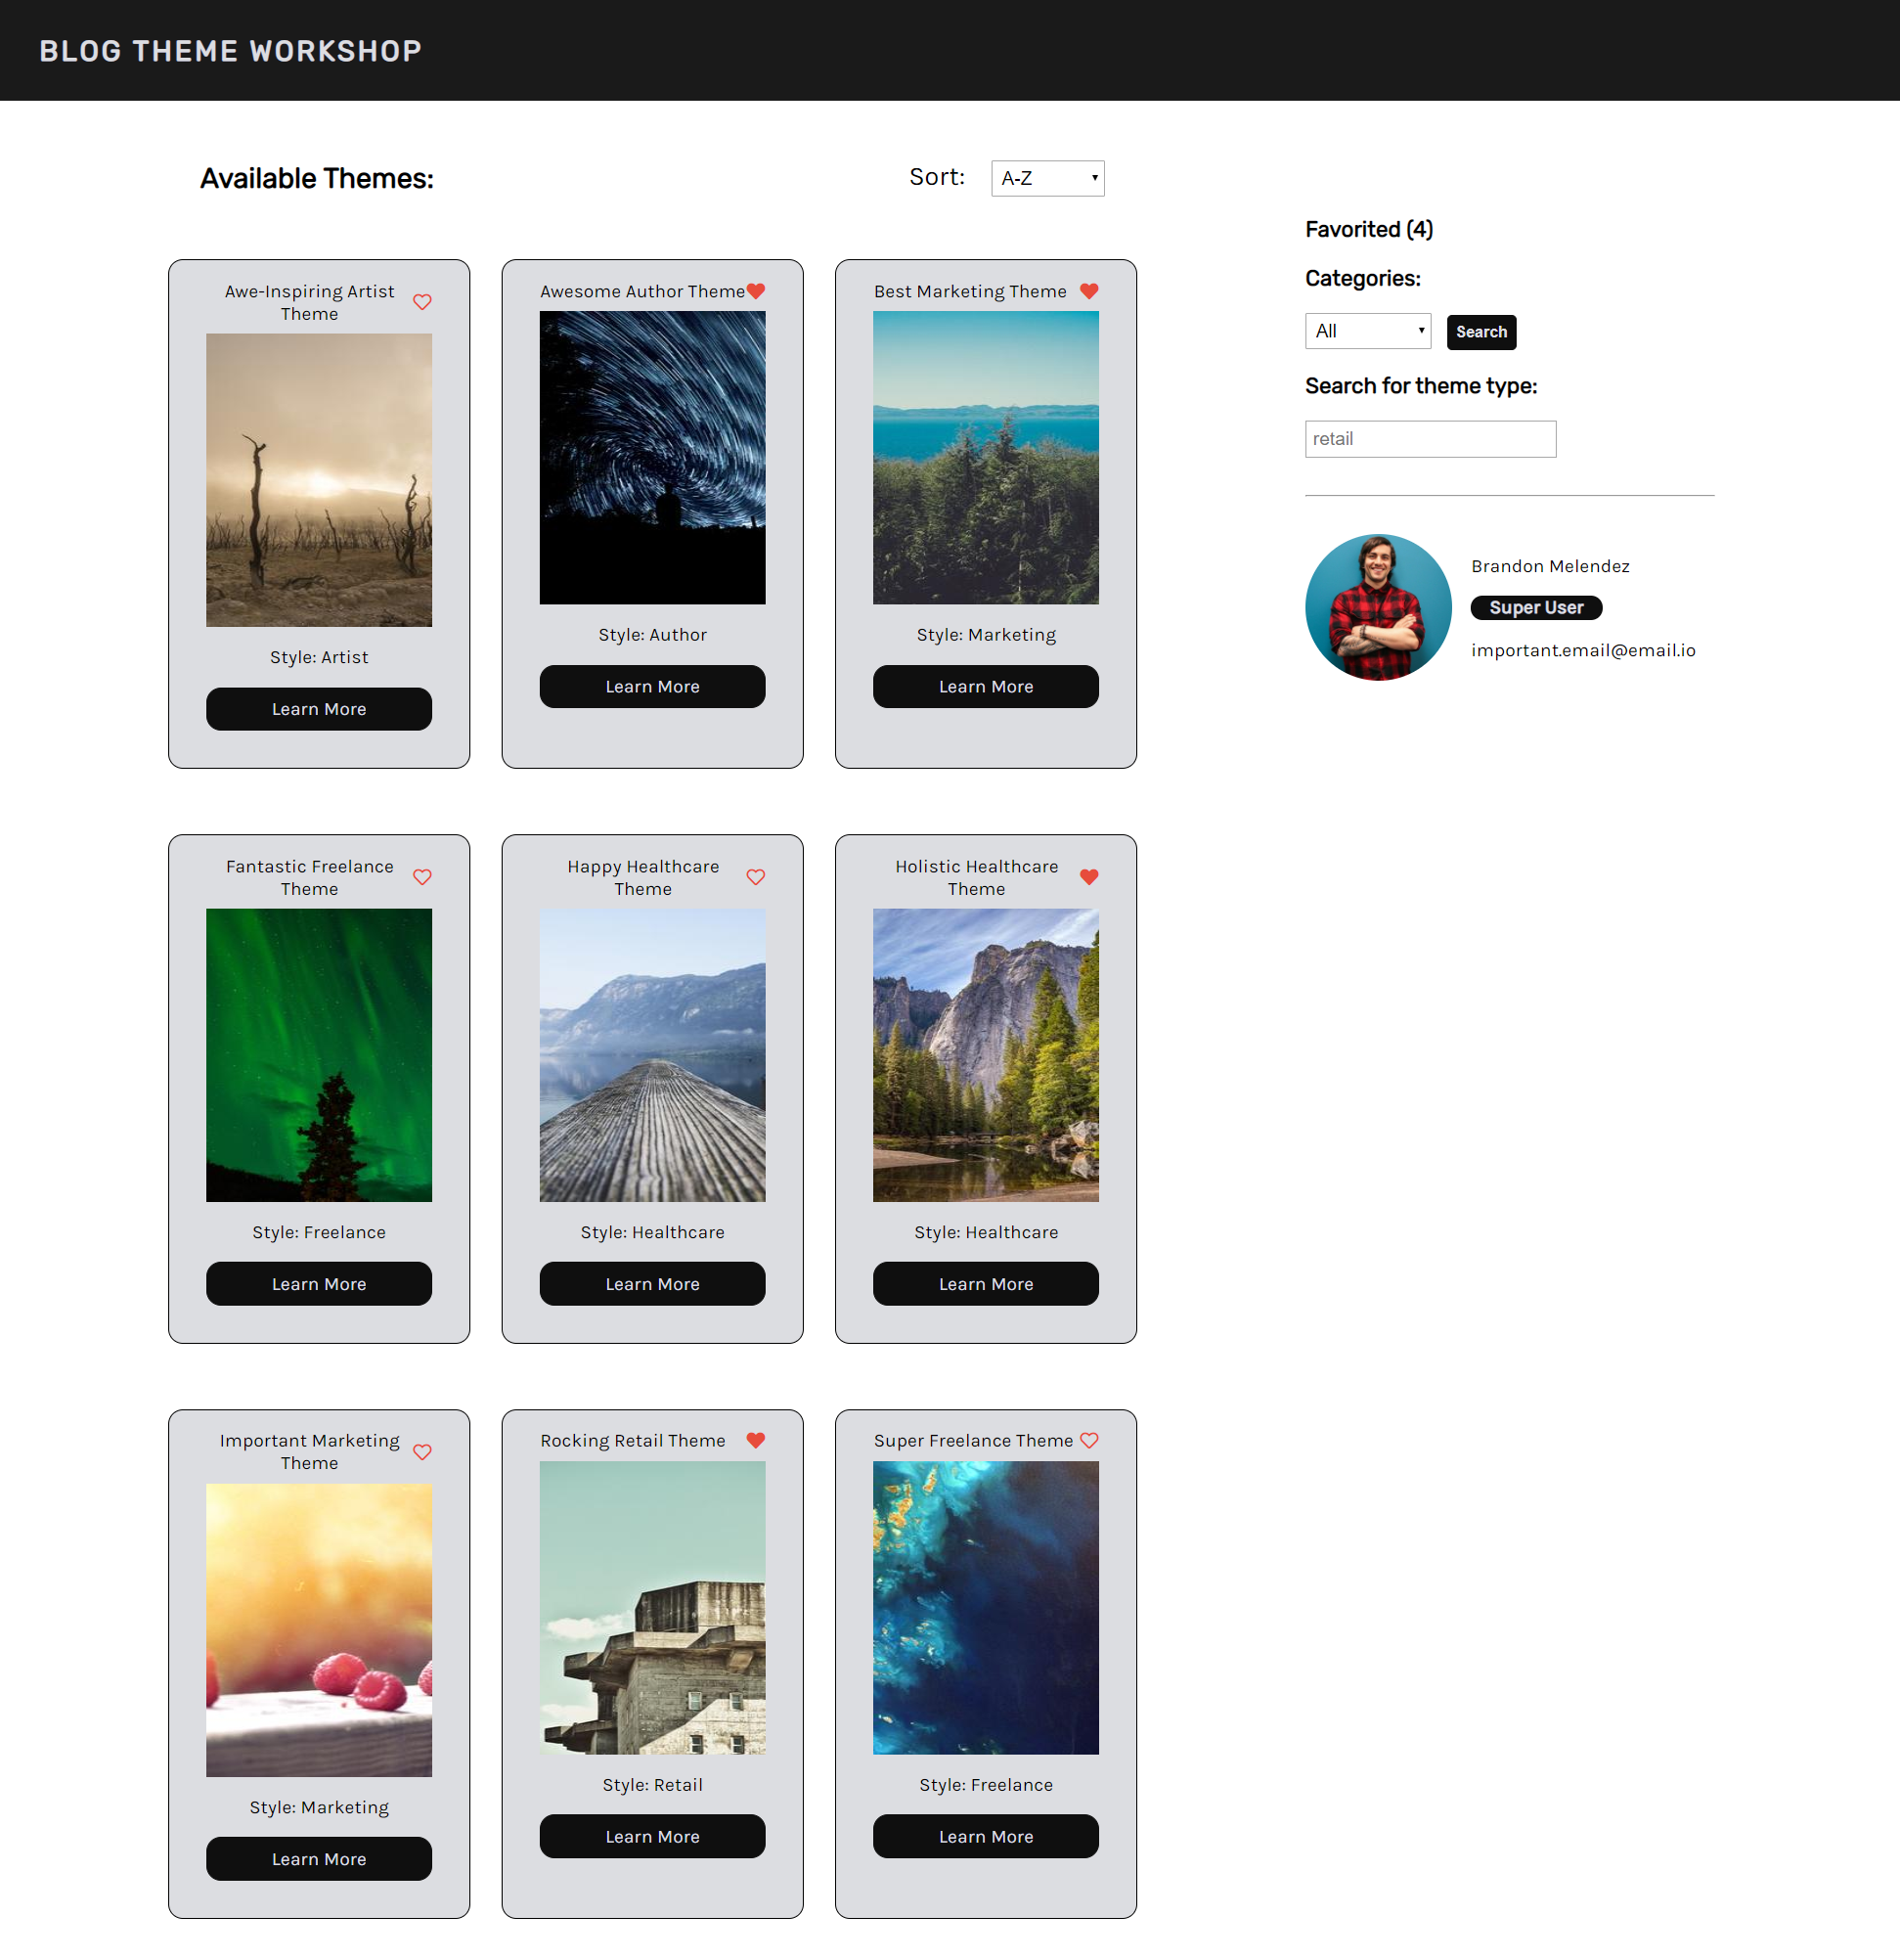 BLOG THEME WORKSHOP
Available Themes:
Sort:
A-Z
Awe-Inspiring Artist
Theme
Style: Artist
Learn More
Awesome Author Theme
Style: Author
Learn More
Best Marketing Theme
Style: Marketing
Learn More
Fantastic Freelance
Theme
Style: Freelance
Learn More
Happy Healthcare
Theme
Style: Healthcare
Learn More
Holistic Healthcare
Theme
Style: Healthcare
Learn More
Important Marketing
Theme
Style: Marketing
Learn More
Rocking Retail Theme
Style: Retail
Learn More
Super Freelance Theme
Style: Freelance
Learn More
Favorited (4)
Categories:
All
Search
Search for theme type:
retail
Brandon Melendez
Super User
important.email@email.io